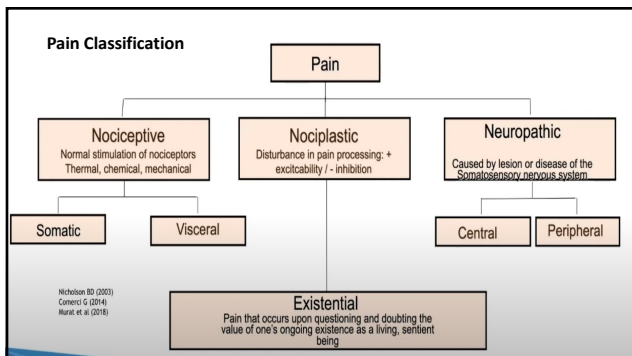 Pain Classification
Pain
Nociceptive
Normal stimulation of nociceptors
Thermal, chemical, mechanical
Nociplastic
Disturbance in pain processing: +
excitcability / - inhibition
Neuropathic
Caused by lesion or disease of the
Somatosensory nervous system
Somatic
Visceral
Central
Peripheral
Nicholson BD (2003)
Comerci G (2014)
Murat et al (2018)
Existential
Pain that occurs upon questioning and doubting the
value of one's ongoing existence as a living, sentient
being